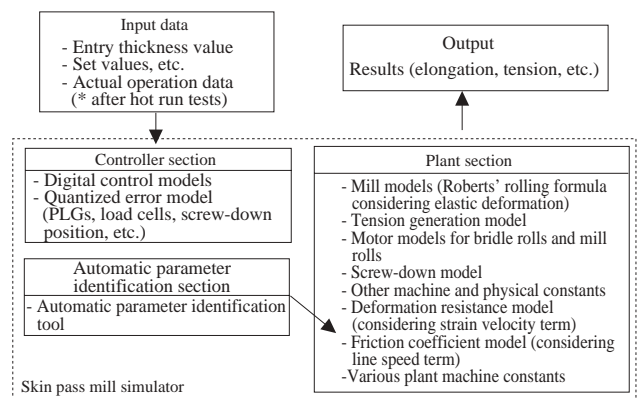 Input data
- Entry thickness value
- Set values, etc.
- Actual operation data
(* after hot run tests)
Output
Results (elongation, tension, etc.)
Controller section
- Digital control models
- Quantized error model
(PLGs, load cells, screw-down
position, etc.)
Automatic parameter
identification section
- Automatic parameter identification
tool
Plant section
- Mill models (Roberts' rolling formula
considering elastic deformation)
- Tension generation model
- Motor models for bridle rolls and mill
rolls
- Screw-down model
- Other machine and physical constants
- Deformation resistance model
(considering strain velocity term)
- Friction coefficient model (considering
line speed term)
-Various plant machine constants
Skin pass mill simulator